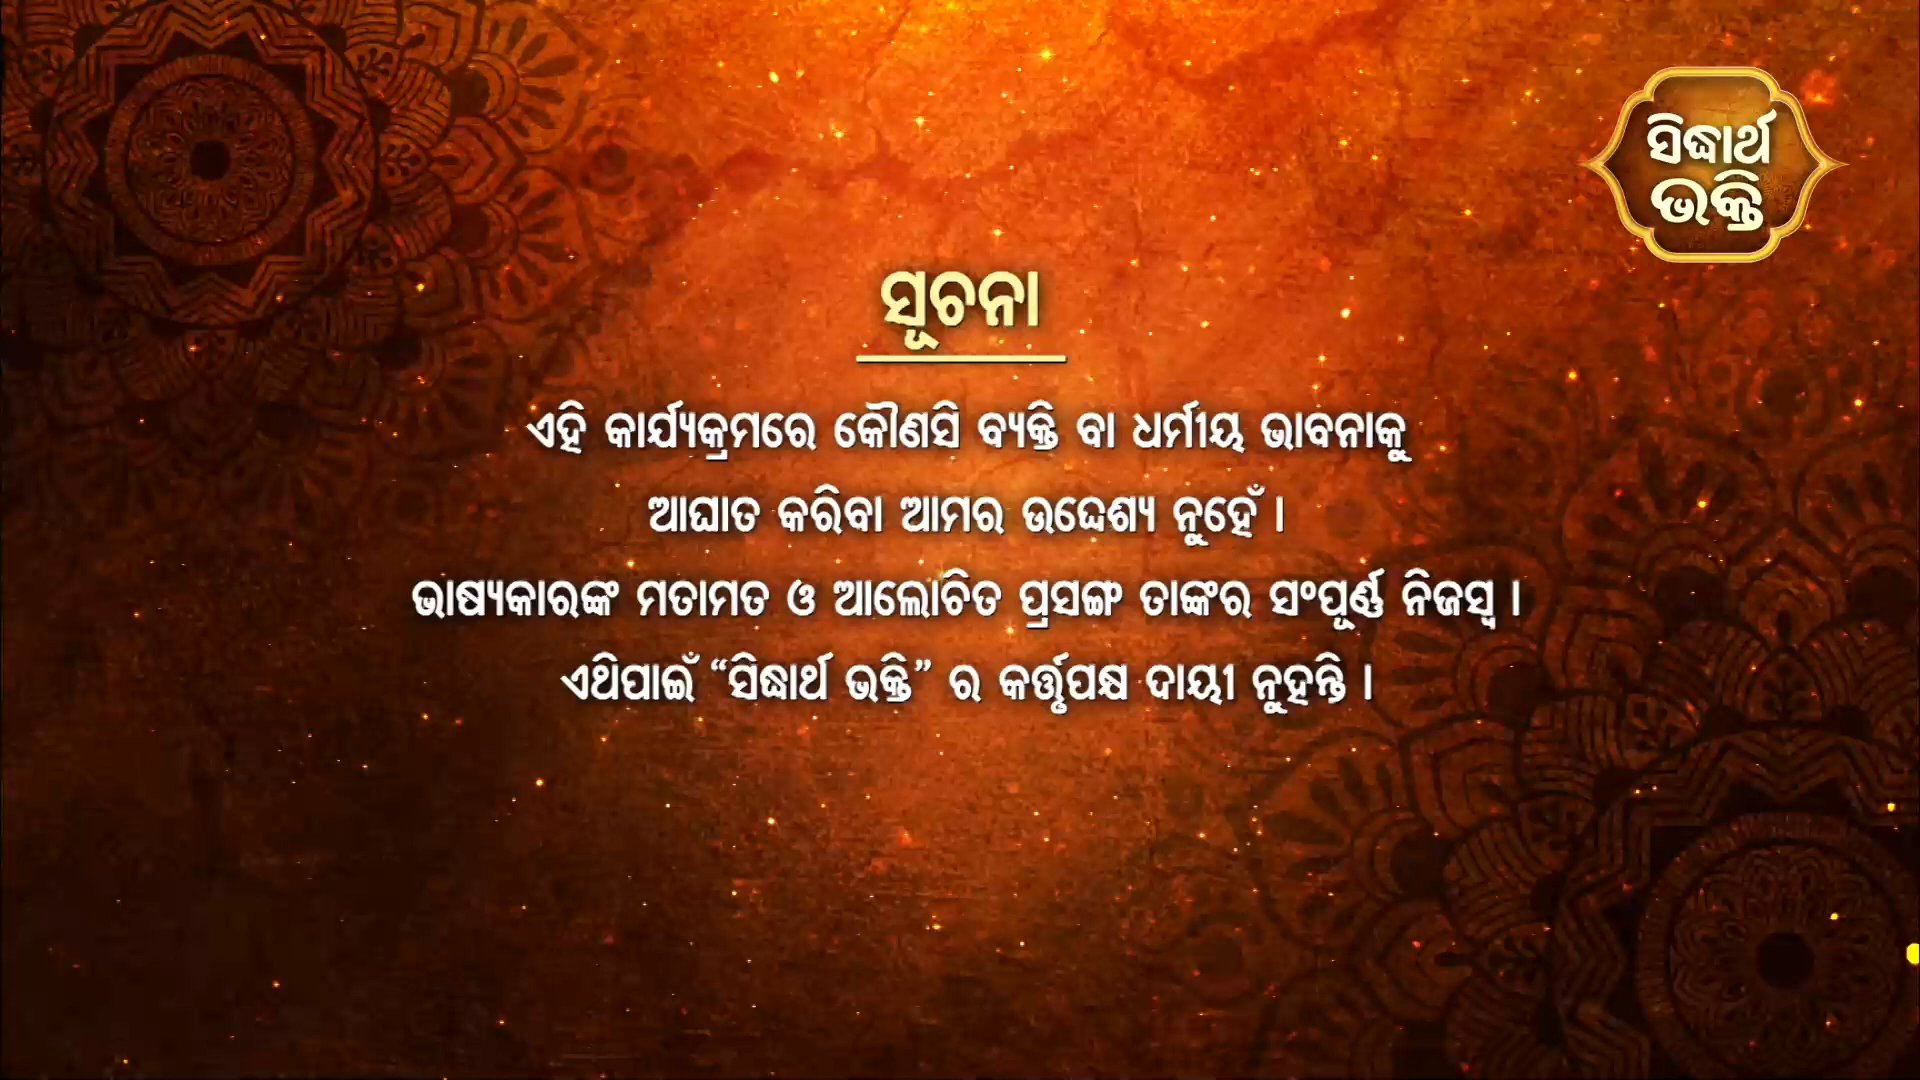 ସିଦ୍ଧାର୍ଥ
ଭକ୍ତି
ସୂଚନା
ଏହି କାର୍ଯ୍ୟକ୍ରମରେ କୌଣସି ବ୍ୟକ୍ତି ବା ଧର୍ମୀୟ ଭାବନାକୁ
ଆଘାତ କରିବା ଆମର ଉଦ୍ଦେଶ୍ୟ ନୁହେଁ ।
ଭାଷ୍ୟକାରଙ୍କ ମତାମତ ଓ ଆଲୋଚିତ ପ୍ରସଙ୍ଗ ତାଙ୍କର ସଂପୂର୍ଣ୍ଣ ନିଜସ୍ୱ ।
ଏଥିପାଇଁ “ସିଦ୍ଧାର୍ଥ ଭକ୍ତି” ର କର୍ତ୍ତୃପକ୍ଷ ଦାୟୀ ନୁହନ୍ତି ।